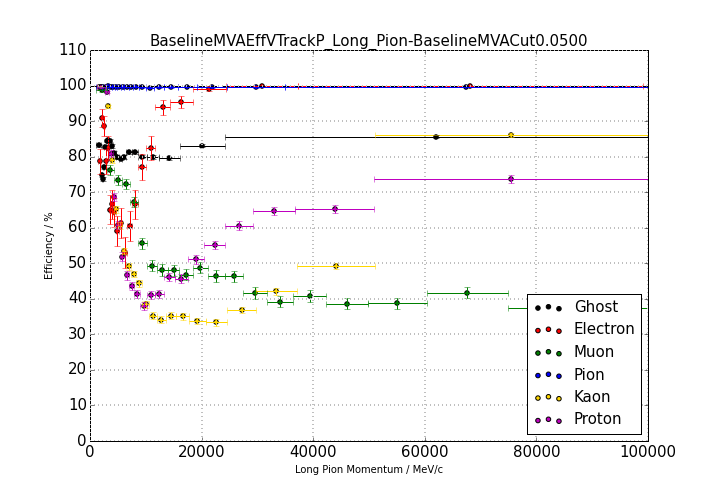 BaselineMVAEffVTrackP_Long_Pion-BaselineMVACut0.0500
110
100
90
80
70
60
50
40
30
20
10
0
Efficiency / %
0 20000 40000 60000 80000 100000
Long Pion Momentum / MeV/c
Ghost
Electron
Muon
Pion
Kaon
Proton